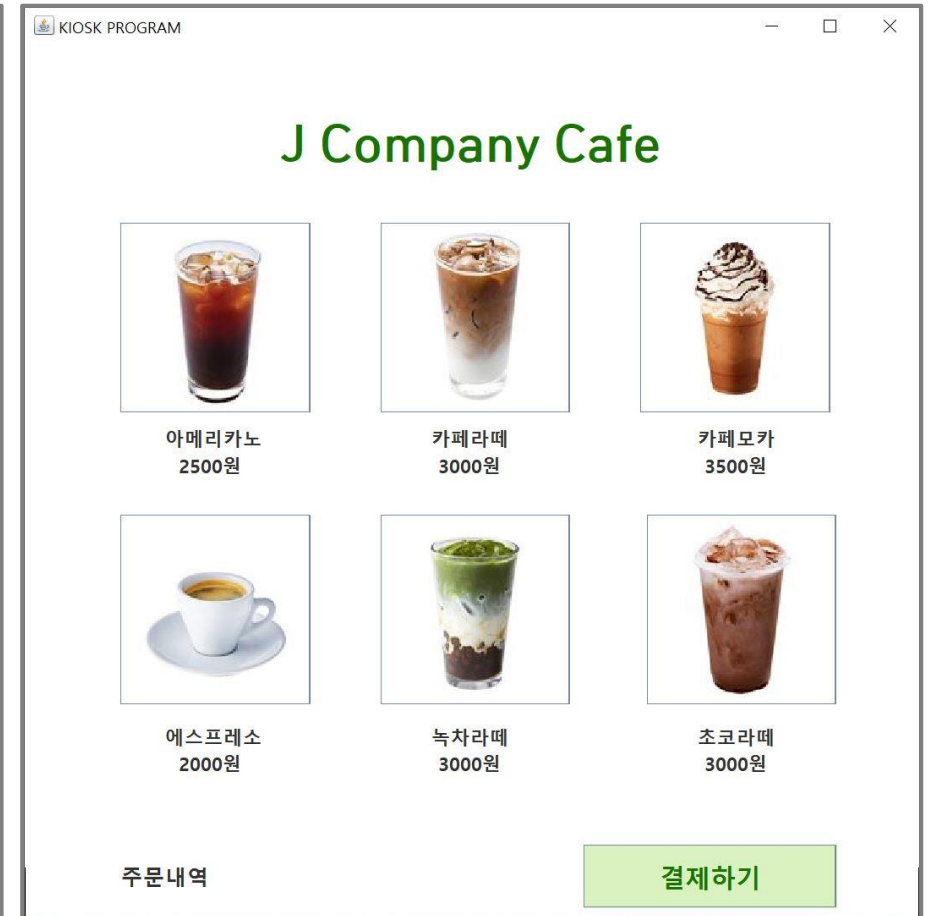 KIOSK PROGRAM
J Company Cafe
아메리카노 카페라떼 카페모카
2500원 3000원 3500원
에스프레소 녹차라떼 초코라떼
2000원 3000원 3000원
주문내역 결제하기